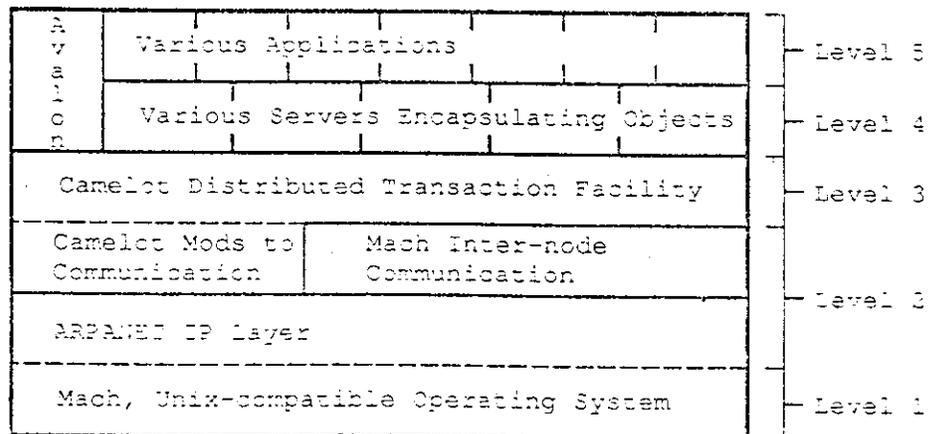 Avalon
Various Applications
Level 5
Various Servers Encapsulating Objects
Level 4
Camelot Distributed Transaction Facility
Level 3
Camelot Mods to
Communication
Mach Inter-node
Communication
Level 2
ARPANET IP Layer
Mach, Unix-compatible Operating System
Level 1